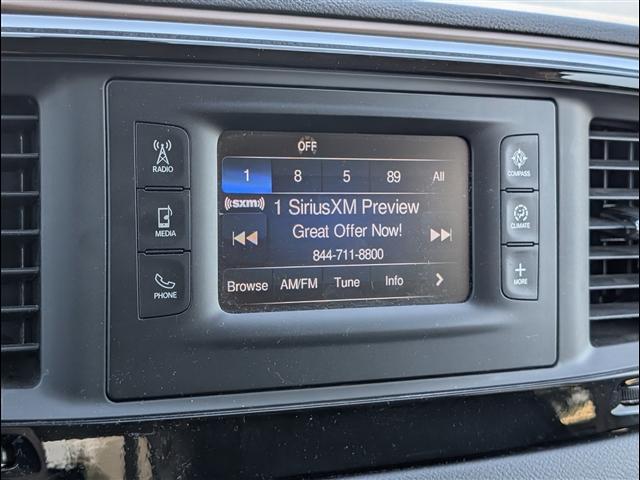 OFF
1 8 5 89 All
((sxm)) 1 SiriusXM Preview
Great Offer Now!
844-711-8800
Browse AM/FM Tune Info
RADIO
MEDIA
PHONE
COMPASS
CLIMATE
MORE